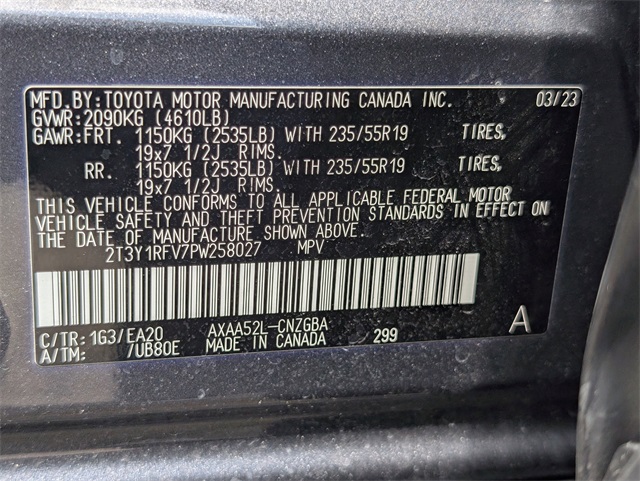 MFD.BY:TOYOTA MOTOR MANUFACTURING CANADA INC. 03/23
GVWR:2090KG (4610LB)
GAWR:FRT. 1150KG (2535LB) WITH 235/55R19 TIRES,
19x7 1/2J RIMS.
RR. 1150KG (2535LB) WITH 235/55R19 TIRES,
19x7 1/2J RIMS.
THIS VEHICLE CONFORMS TO ALL APPLICABLE FEDERAL MOTOR
VEHICLE SAFETY AND THEFT PREVENTION STANDARDS IN EFFECT ON
THE DATE OF MANUFACTURE SHOWN ABOVE.
2T3Y1RFV7PW258027 MPV
C/TR:1G3/EA20 AXAA52L-CNZGBA A
A/TM: /UB80E MADE IN CANADA 299